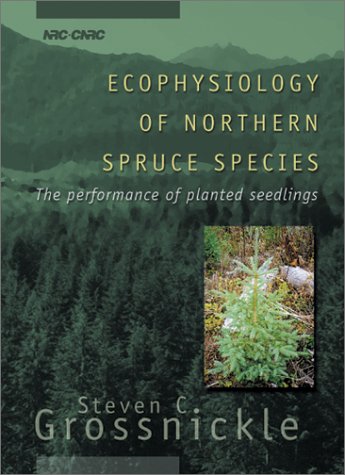 NRC·CNRC
ECOPHYSIOLOGY
OF NORTHERN
SPRUCE SPECIES
The performance of planted seedlings
Steven C.
Grossnickle